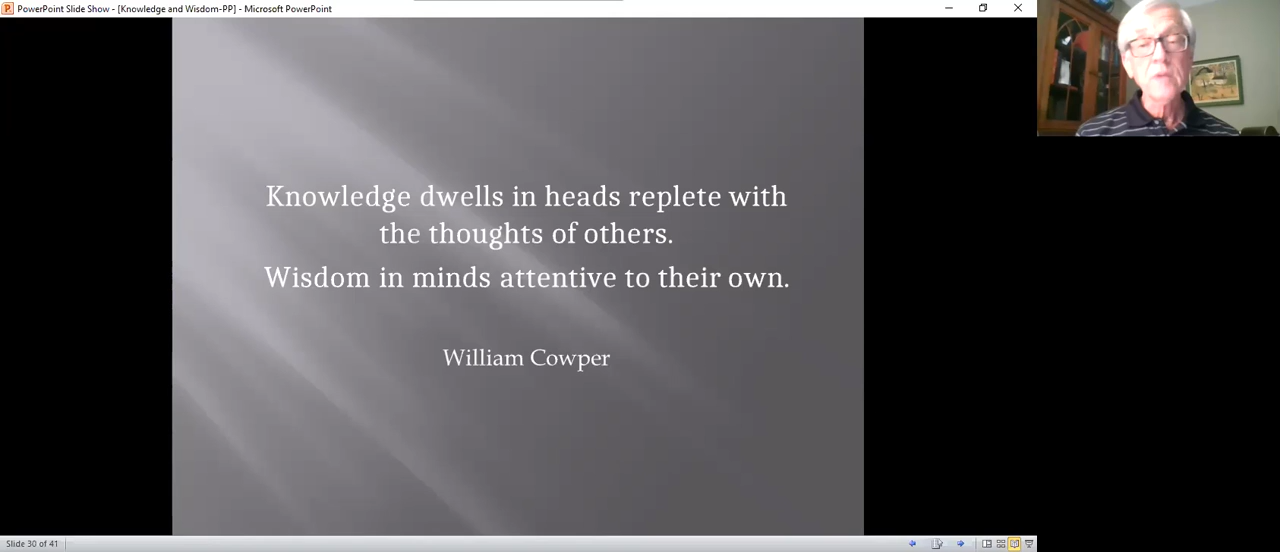 PowerPoint Slide Show - [Knowledge and Wisdom-PP] - Microsoft PowerPoint
Knowledge dwells in heads replete with
the thoughts of others.
Wisdom in minds attentive to their own.
William Cowper
Slide 30 of 41